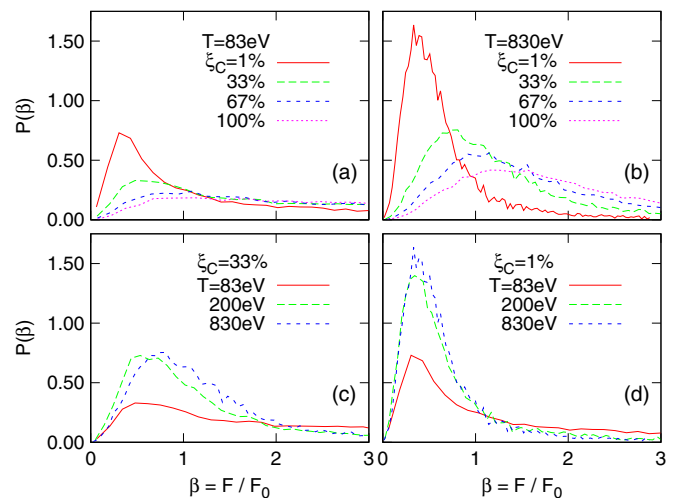 1.50
1.00
0.50
0.00
P(β)
T=83eV
ξC=1%
33%
67%
100%
(a)
T=830eV
ξC=1%
33%
67%
100%
(b)
1.50
1.00
0.50
0.00
P(β)
ξC=33%
T=83eV
200eV
830eV
(c)
ξC=1%
T=83eV
200eV
830eV
(d)
0 1 2 3 0 1 2 3
β = F / F0 β = F / F0